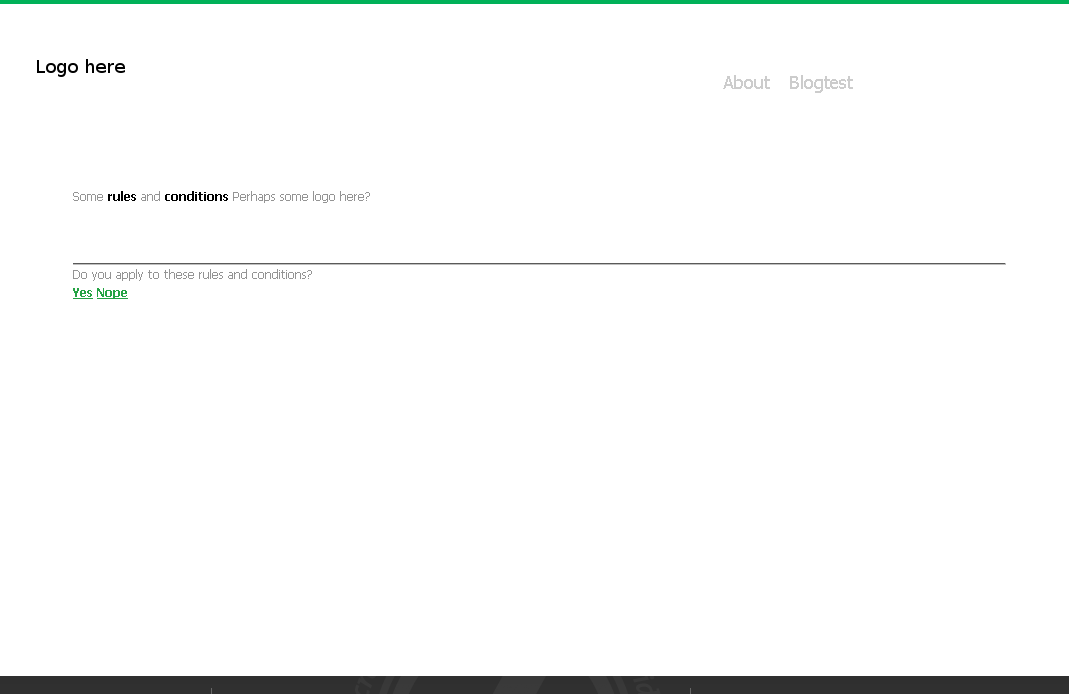 Logo here
About Blogtest
Some rules and conditions Perhaps some logo here?
Do you apply to these rules and conditions?
Yes Nope